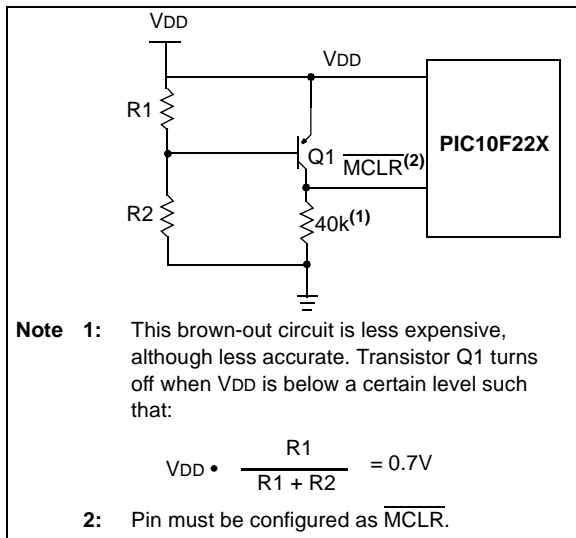 VDD
VDD
R1
PIC10F22X
Q1
MCLR(2)
R2
40k(1)
Note 1: This brown-out circuit is less expensive,
although less accurate. Transistor Q1 turns
off when VDD is below a certain level such
that:
VDD • R1
R1 + R2
= 0.7V
2: Pin must be configured as MCLR.